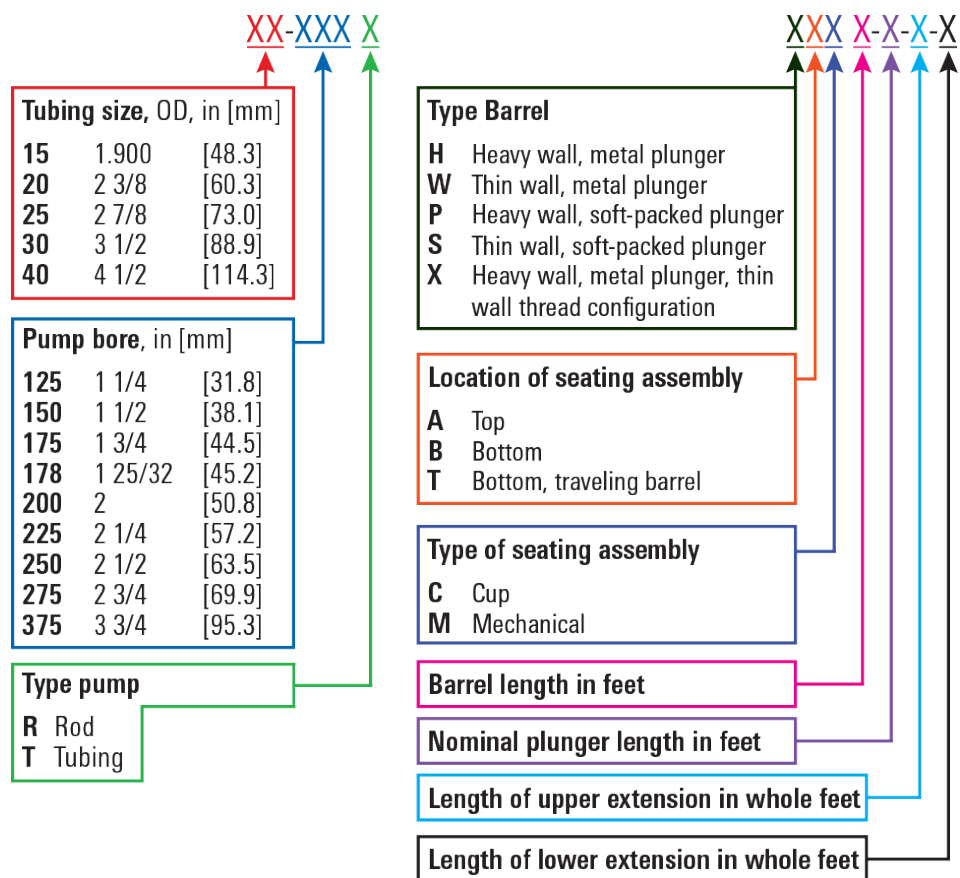 XX-XXX X XXX X-X-X-X
Tubing size, OD, in [mm]
15 1.900 [48.3]
20 2 3/8 [60.3]
25 2 7/8 [73.0]
30 3 1/2 [88.9]
40 4 1/2 [114.3]
Pump bore, in [mm]
125 1 1/4 [31.8]
150 1 1/2 [38.1]
175 1 3/4 [44.5]
178 1 25/32 [45.2]
200 2 [50.8]
225 2 1/4 [57.2]
250 2 1/2 [63.5]
275 2 3/4 [69.9]
375 3 3/4 [95.3]
Type pump
R Rod
T Tubing
Type Barrel
H Heavy wall, metal plunger
W Thin wall, metal plunger
P Heavy wall, soft-packed plunger
S Thin wall, soft-packed plunger
X Heavy wall, metal plunger, thin
wall thread configuration
Location of seating assembly
A Top
B Bottom
T Bottom, traveling barrel
Type of seating assembly
C Cup
M Mechanical
Barrel length in feet
Nominal plunger length in feet
Length of upper extension in whole feet
Length of lower extension in whole feet